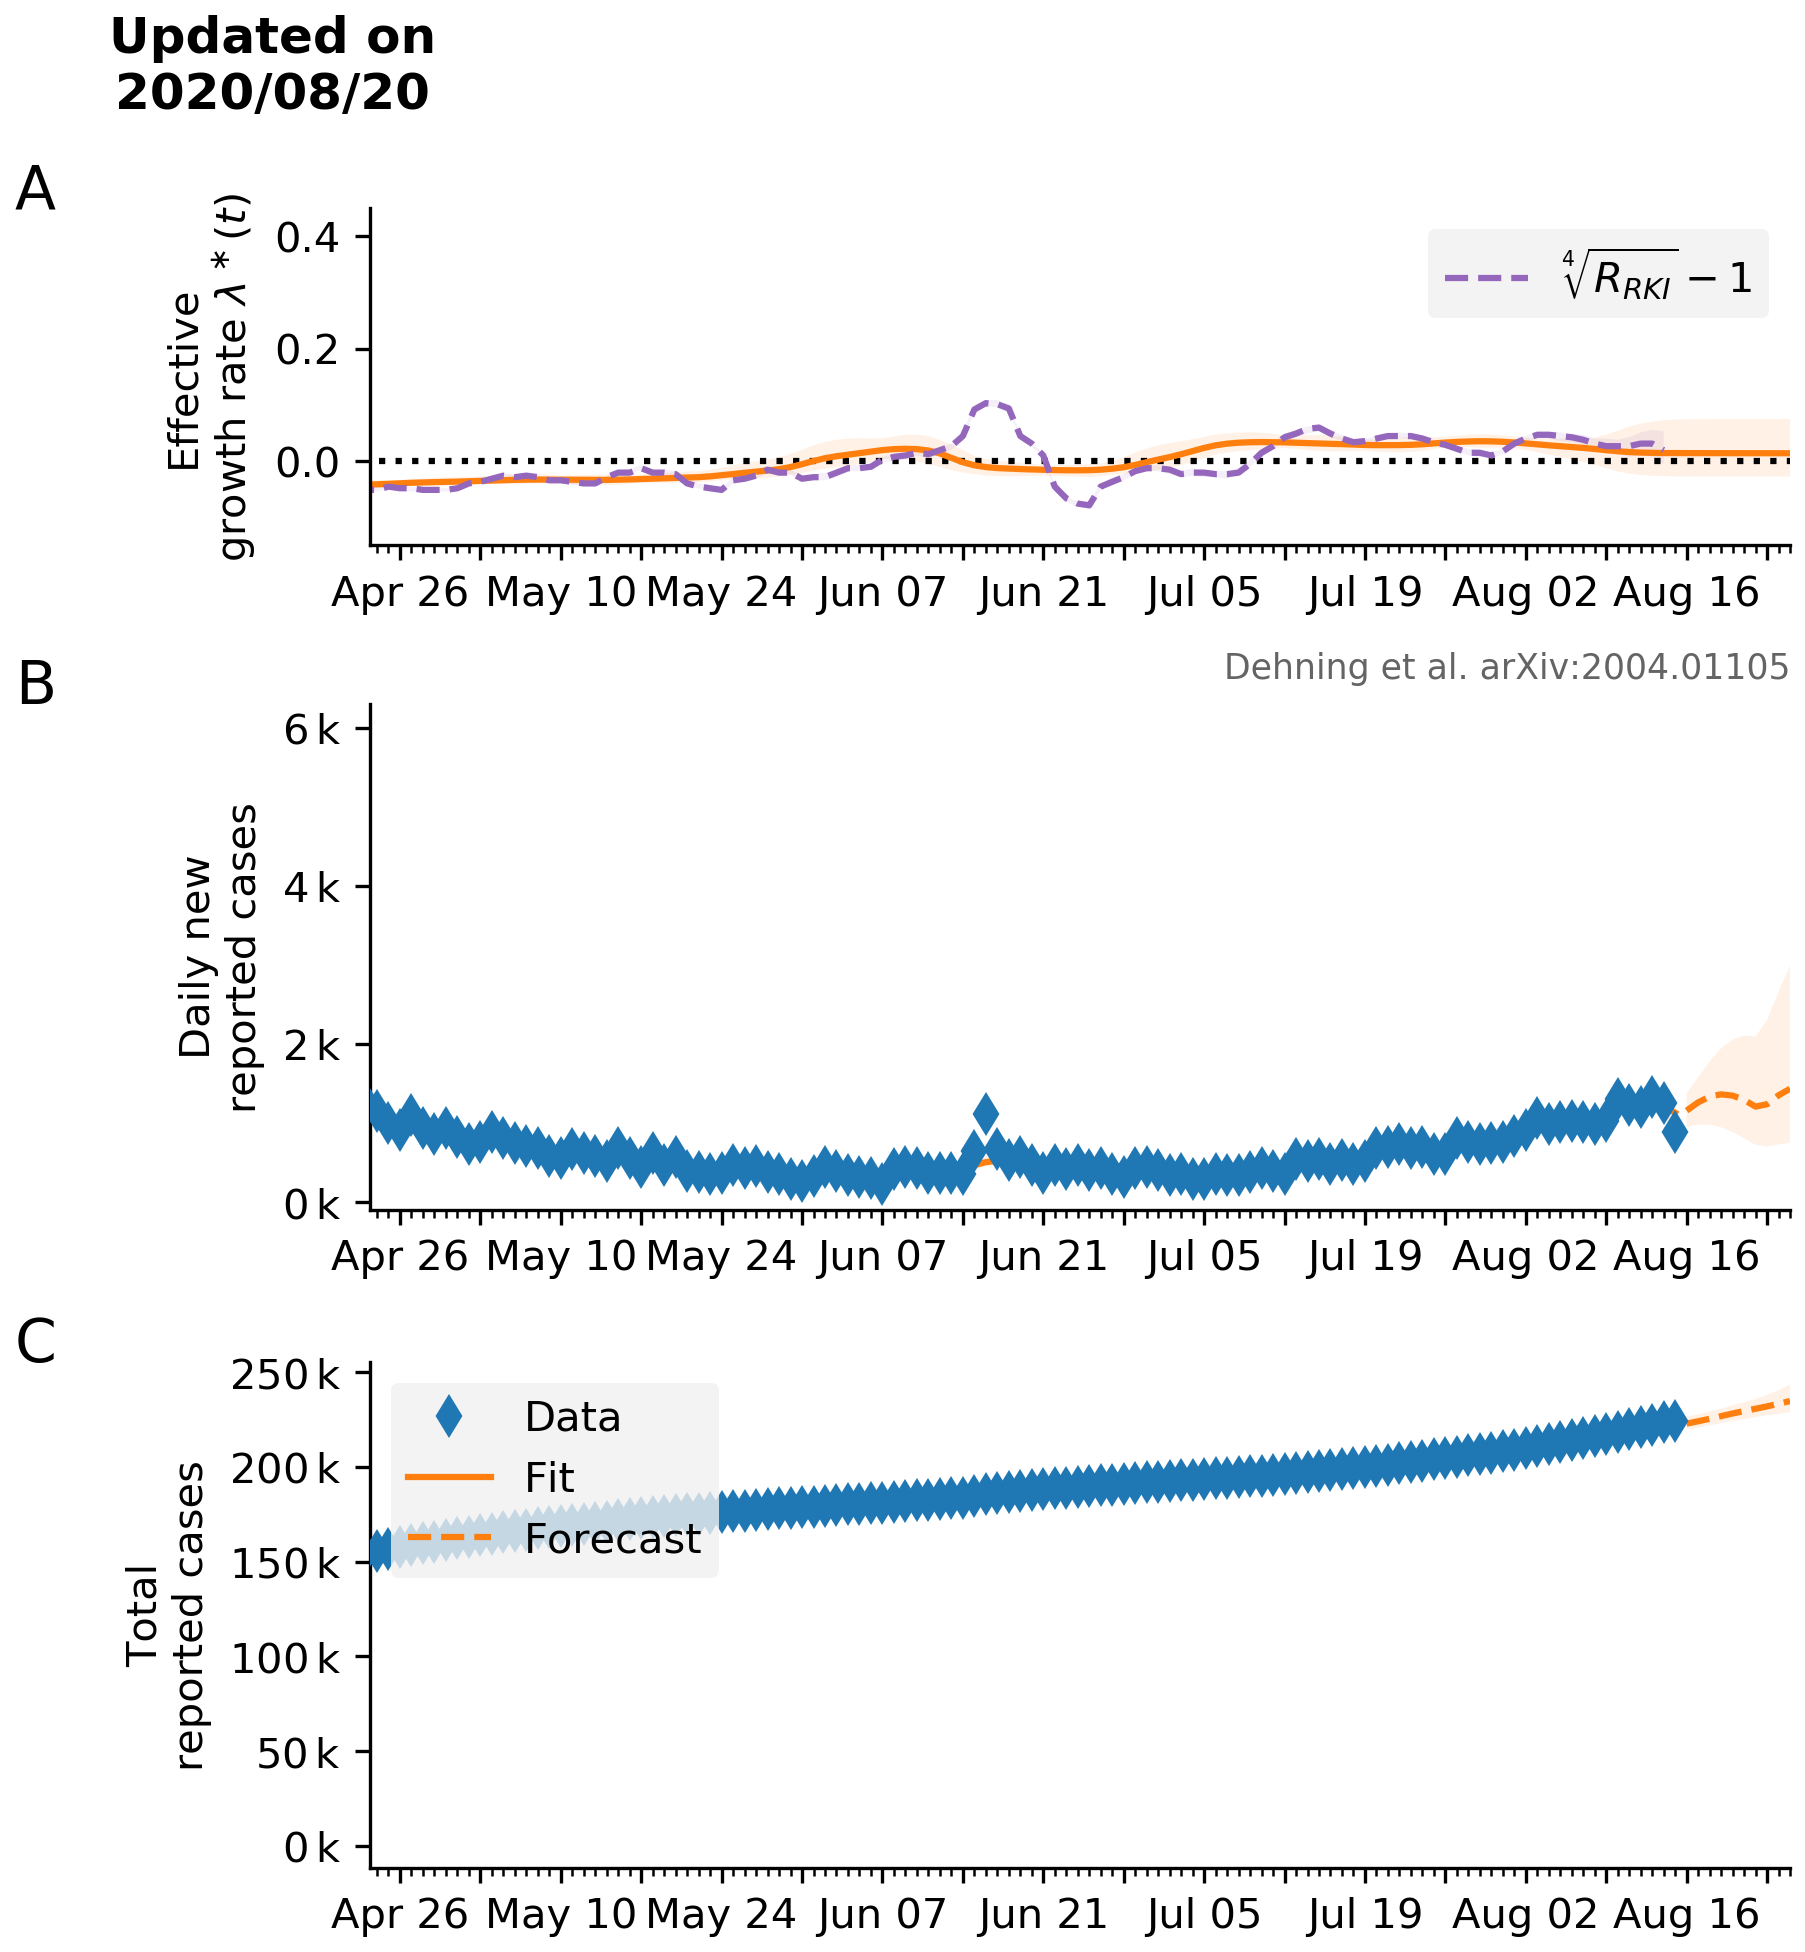 Updated on
2020/08/20
A
Effective
growth rate λ * (t)
0.4
0.2
0.0
∜R_RKI − 1
Apr 26 May 10 May 24 Jun 07 Jun 21 Jul 05 Jul 19 Aug 02 Aug 16
Dehning et al. arXiv:2004.01105
B
Daily new
reported cases
6 k
4 k
2 k
0 k
Apr 26 May 10 May 24 Jun 07 Jun 21 Jul 05 Jul 19 Aug 02 Aug 16
C
Total
reported cases
250 k
200 k
150 k
100 k
50 k
0 k
Data
Fit
Forecast
Apr 26 May 10 May 24 Jun 07 Jun 21 Jul 05 Jul 19 Aug 02 Aug 16